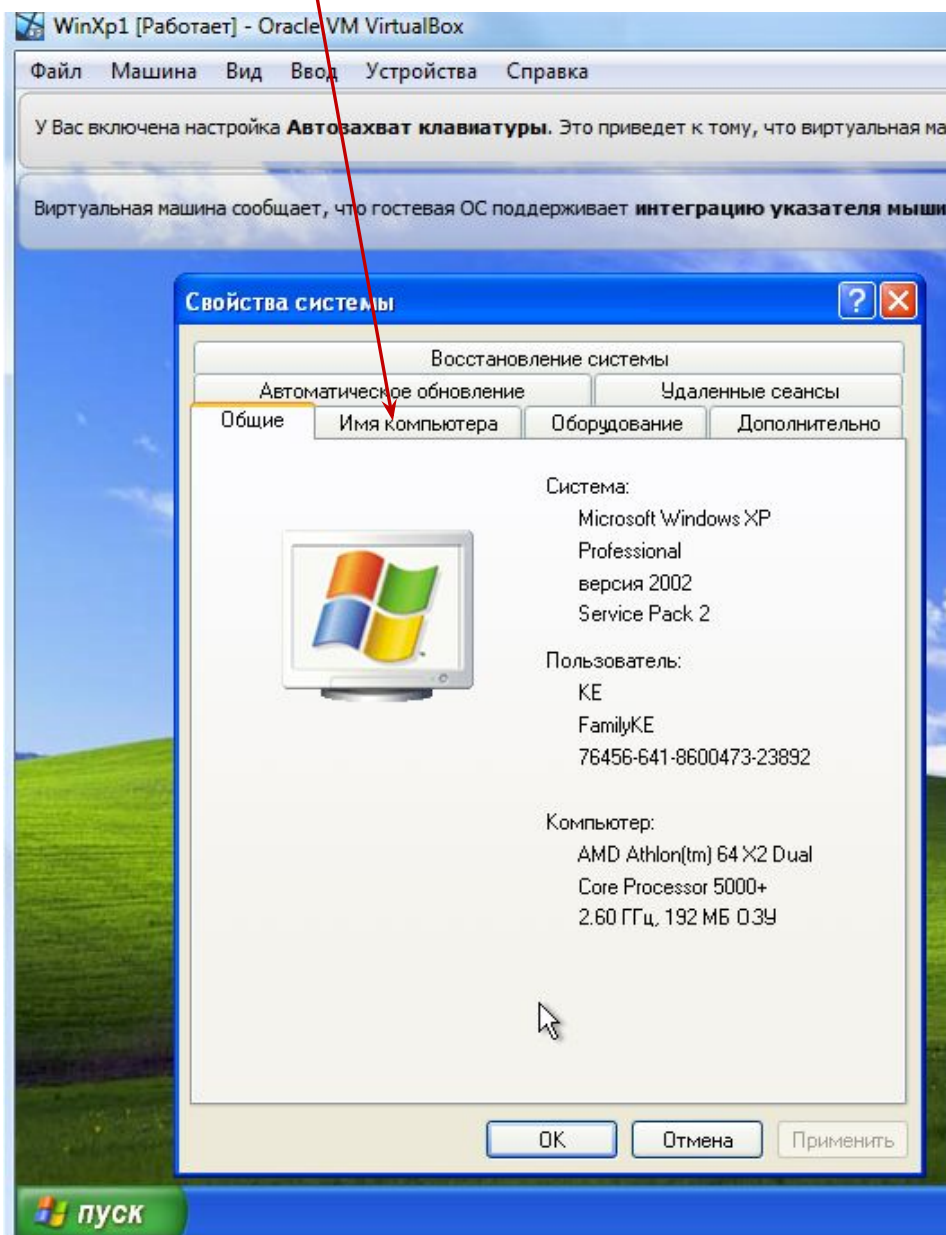 WinXp1 [Работает] - Oracle VM VirtualBox
Файл Машина Вид Ввод Устройства Справка
У Вас включена настройка Автозахват клавиатуры. Это приведет к тому, что виртуальная ма
Виртуальная машина сообщает, что гостевая ОС поддерживает интеграцию указателя мыши
Свойства системы
Восстановление системы
Автоматическое обновление Удаленные сеансы
Общие Имя компьютера Оборудование Дополнительно
Система:
Microsoft Windows XP
Professional
версия 2002
Service Pack 2
Пользователь:
KE
FamilyKE
76456-641-8600473-23892
Компьютер:
AMD Athlon(tm) 64 X2 Dual
Core Processor 5000+
2.60 ГГц, 192 МБ ОЗУ
OK Отмена Применить
пуск